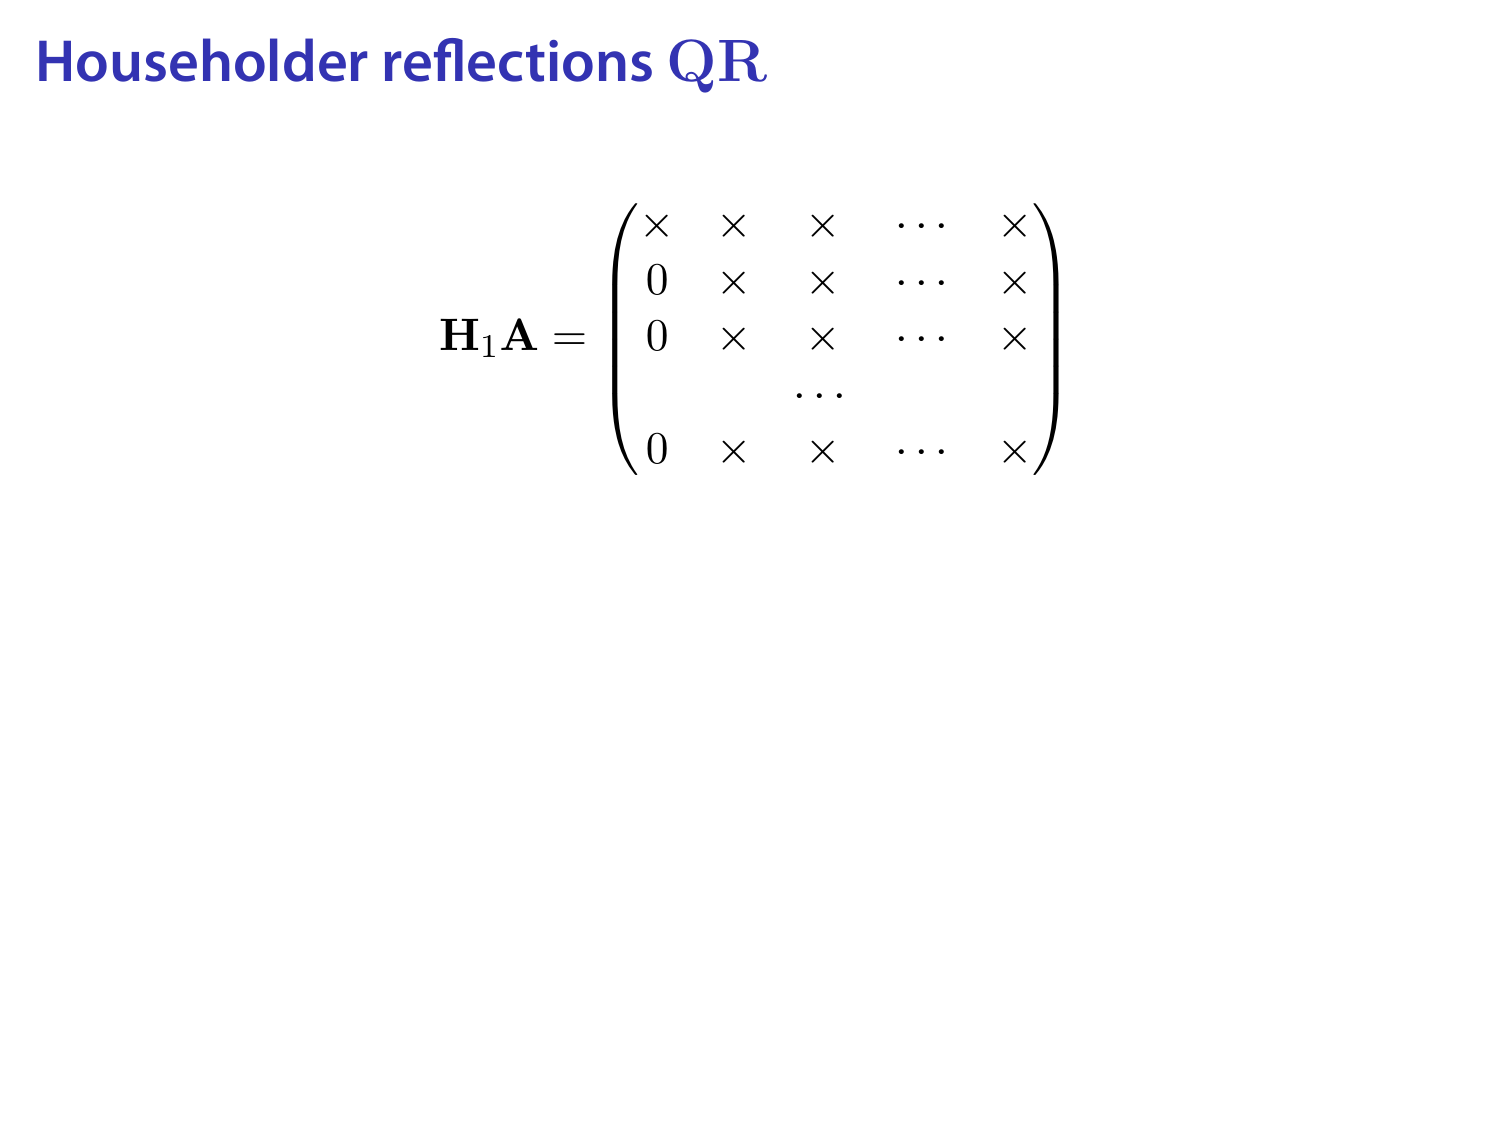 Householder reflections QR
× × × ⋯ ×
0 × × ⋯ ×
H₁A = 0 × × ⋯ ×
⋯
0 × × ⋯ ×